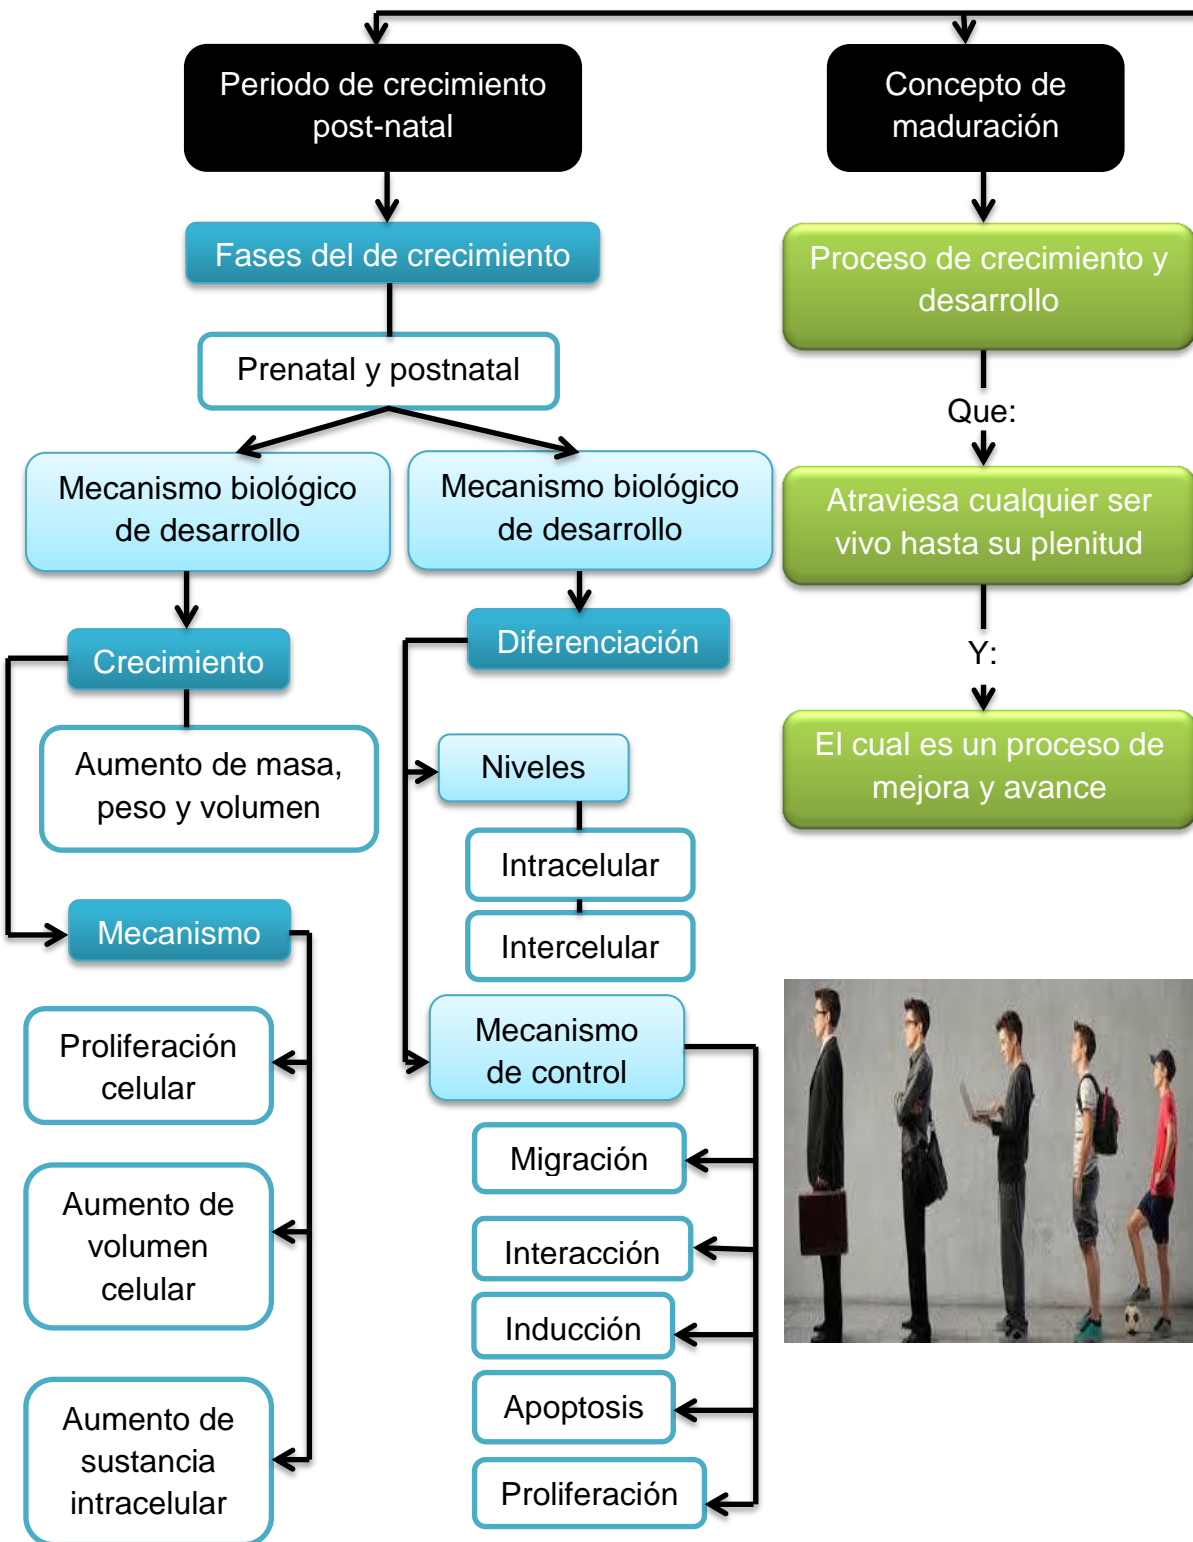 Periodo de crecimiento
post-natal
Fases del de crecimiento
Prenatal y postnatal
Mecanismo biológico
de desarrollo
Crecimiento
Aumento de masa,
peso y volumen
Mecanismo
Proliferación
celular
Aumento de
volumen
celular
Aumento de
sustancia
intracelular
Mecanismo biológico
de desarrollo
Diferenciación
Niveles
Intracelular
Intercelular
Mecanismo
de control
Migración
Interacción
Inducción
Apoptosis
Proliferación
Concepto de
maduración
Proceso de crecimiento y
desarrollo
Que:
Atraviesa cualquier ser
vivo hasta su plenitud
Y:
El cual es un proceso de
mejora y avance